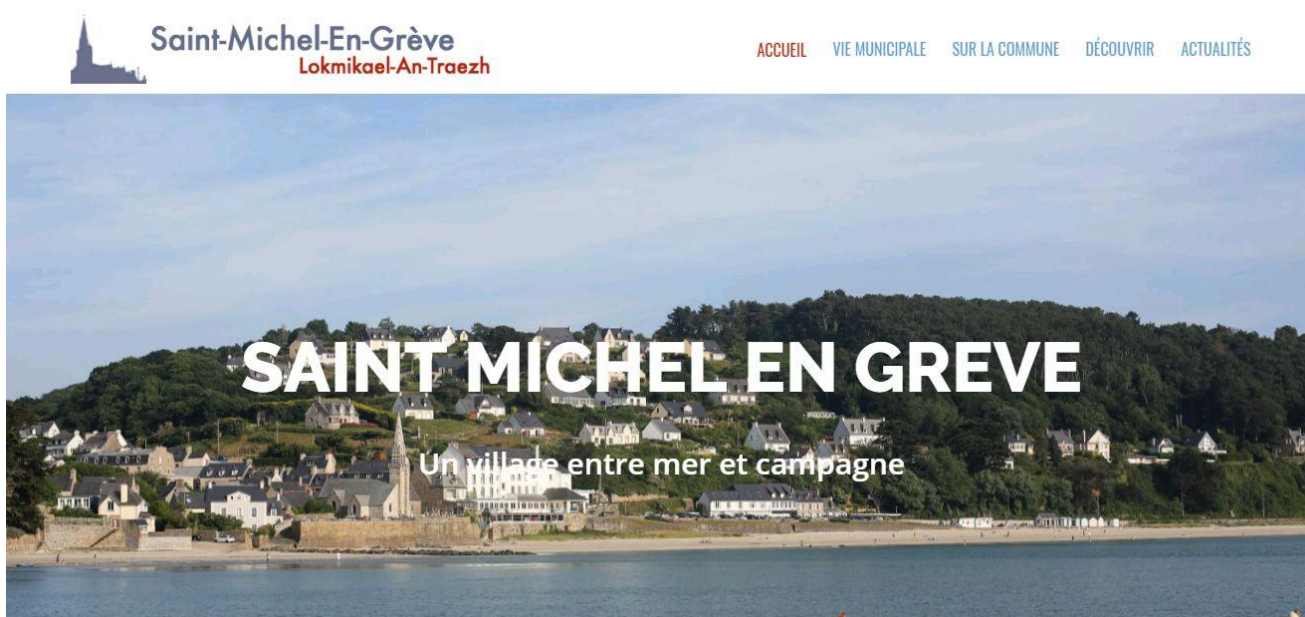 Saint-Michel-En-Grève
Lokmikael-An-Traezh
ACCUEIL VIE MUNICIPALE SUR LA COMMUNE DÉCOUVRIR ACTUALITÉS
SAINT MICHEL EN GREVE
Un village entre mer et campagne